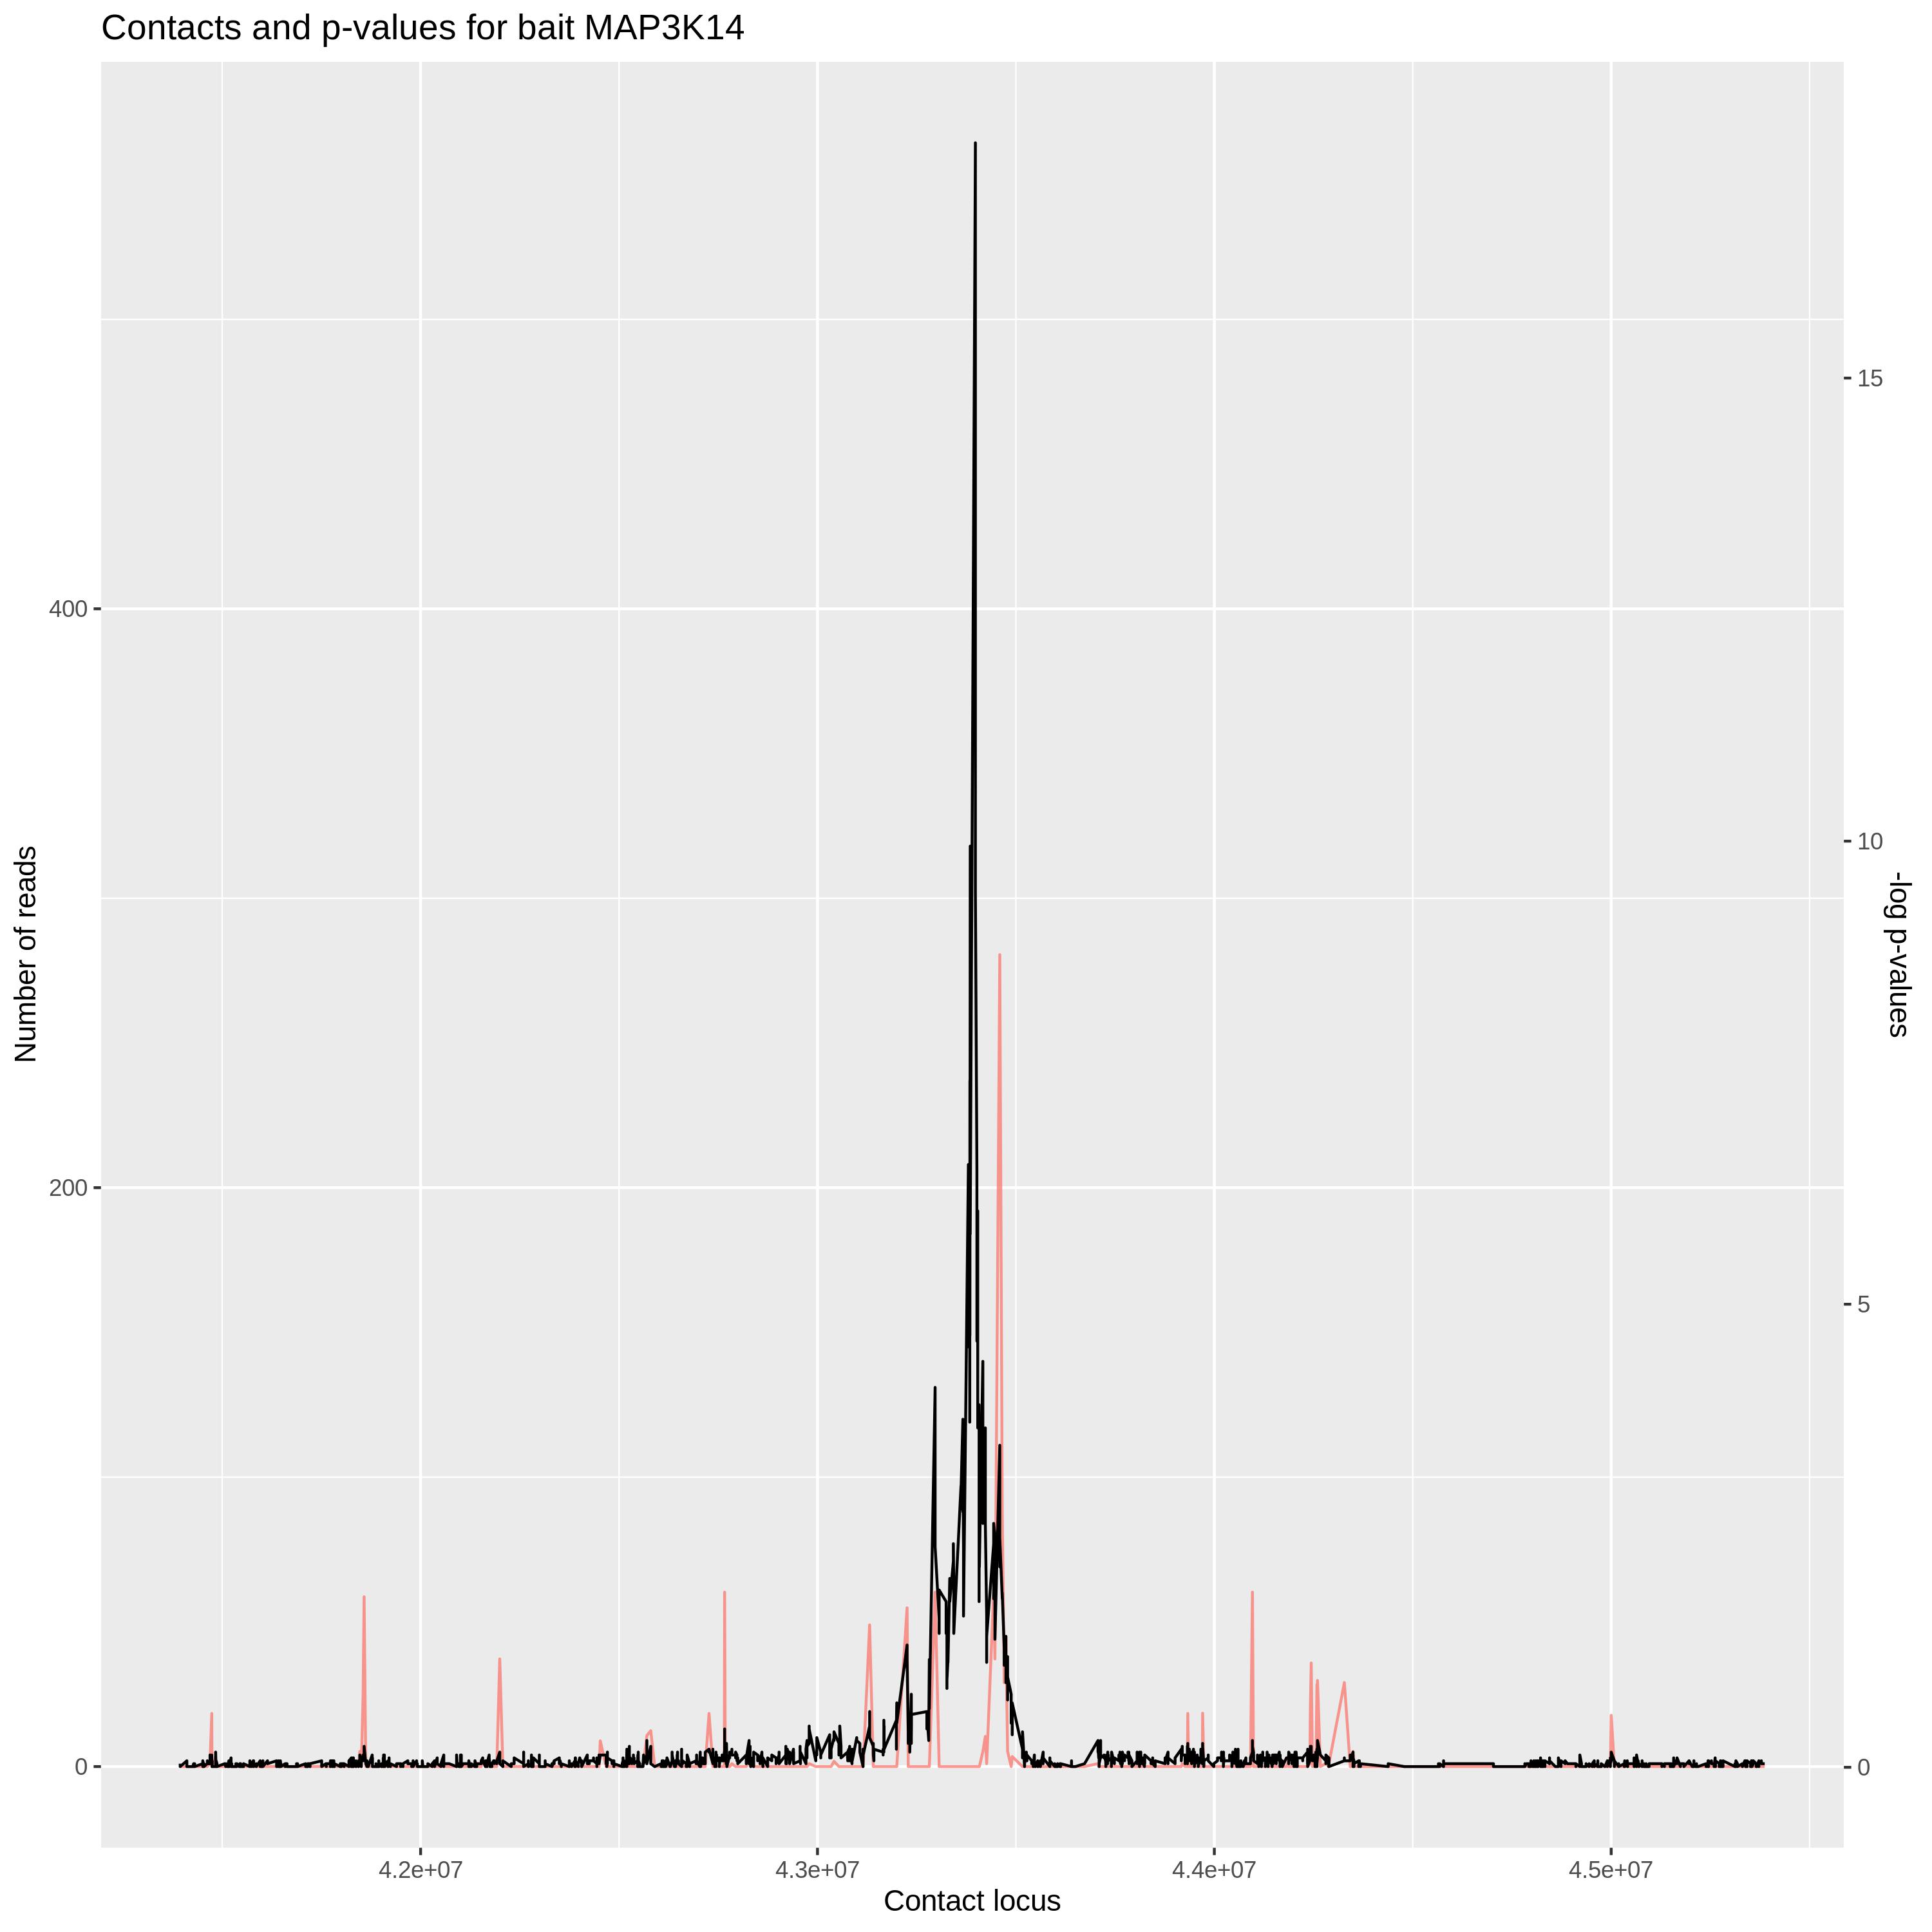 Contacts and p-values for bait MAP3K14
Number of reads
400
200
0
15
10
5
0
-log p-values
4.2e+07
4.3e+07
4.4e+07
4.5e+07
Contact locus